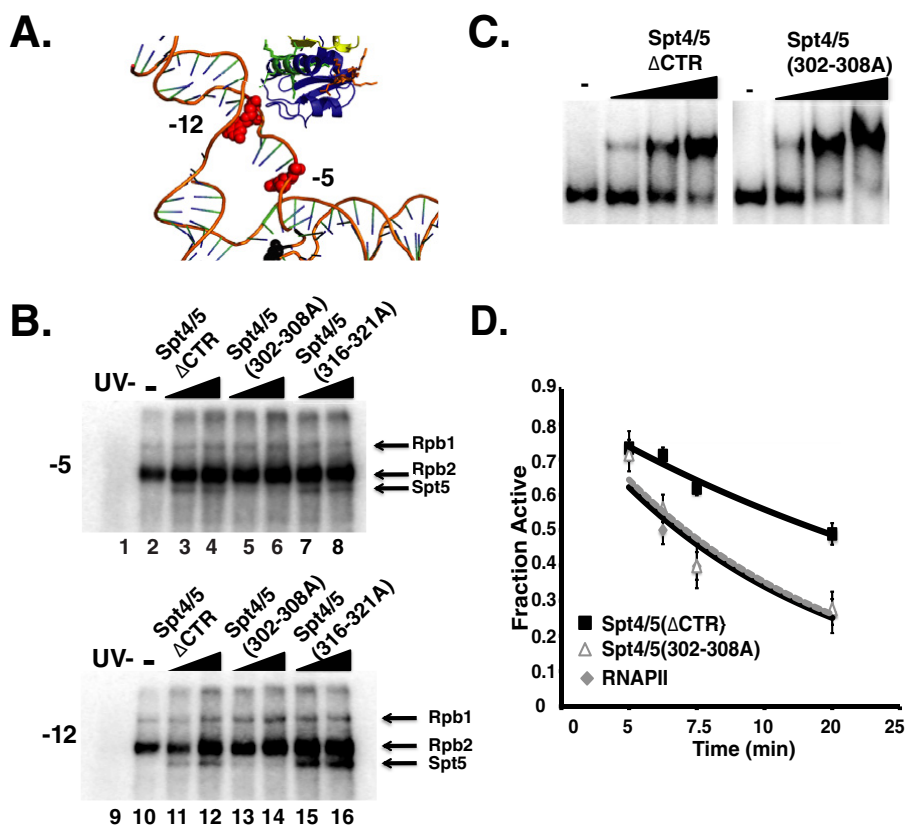 A.
-12
-5
B.
Spt4/5
ΔCTR
Spt4/5
(302-308A)
Spt4/5
(316-321A)
UV-
-
-5
Rpb1
Rpb2
Spt5
1 2 3 4 5 6 7 8
Spt4/5
ΔCTR
Spt4/5
(302-308A)
Spt4/5
(316-321A)
UV-
-
-12
Rpb1
Rpb2
Spt5
9 10 11 12 13 14 15 16
C.
Spt4/5
ΔCTR
-
Spt4/5
(302-308A)
-
D.
Fraction Active
0.9
0.8
0.7
0.6
0.5
0.4
0.3
0.2
0.1
0
Spt4/5(ΔCTR}
Spt4/5(302-308A)
RNAPII
0 5 7.5 10 20 25
Time (min)